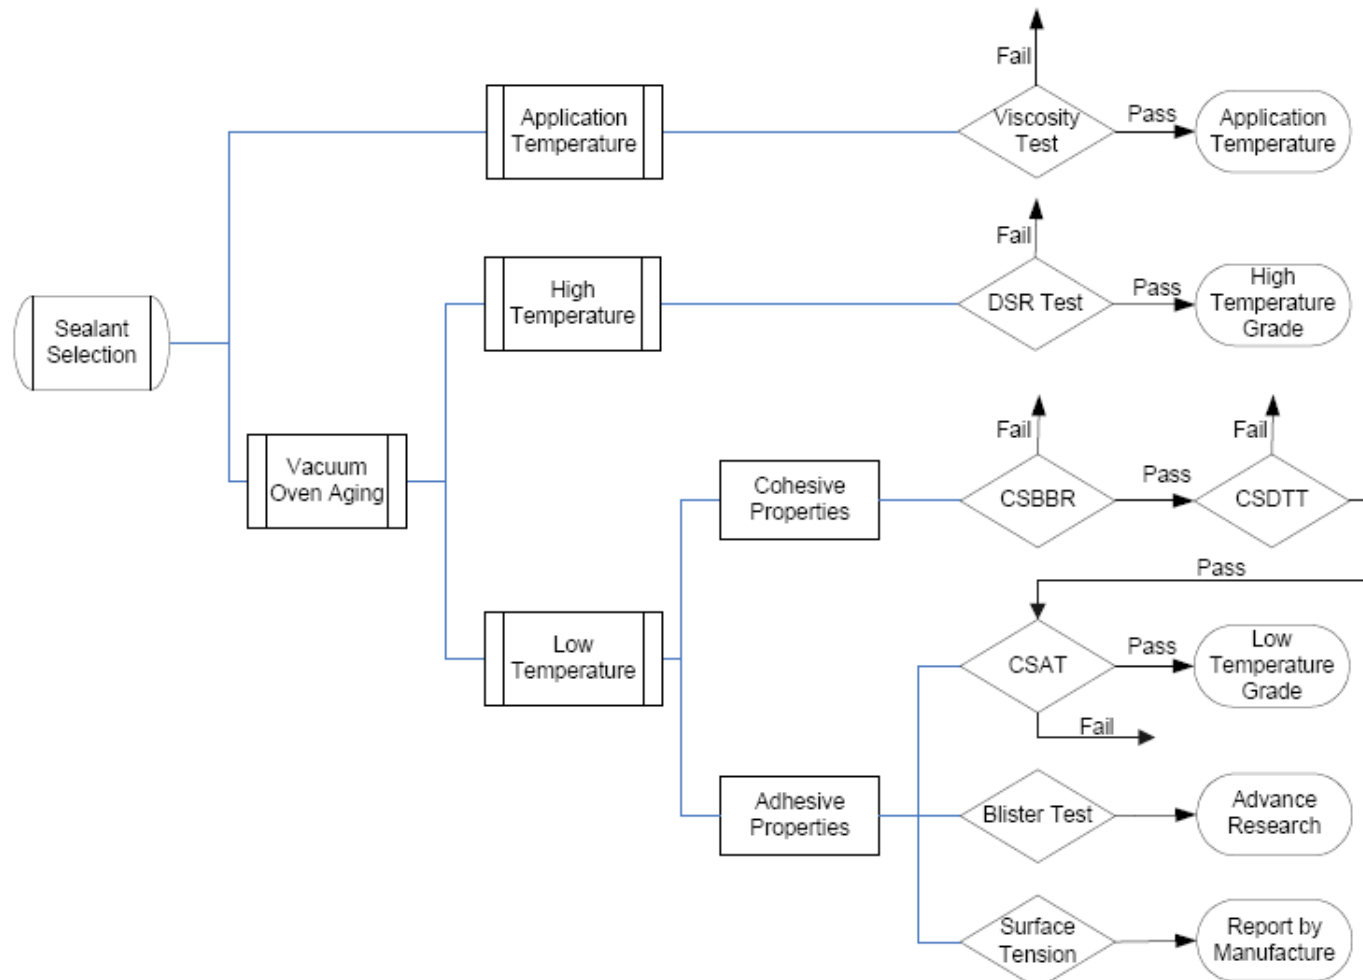 Fail
Application
Temperature
Viscosity
Test
Pass
Application
Temperature
Fail
High
Temperature
DSR Test
Pass
High
Temperature
Grade
Sealant
Selection
Vacuum
Oven Aging
Cohesive
Properties
Fail
CSBBR
Pass
Fail
CSDTT
Pass
Low
Temperature
CSAT
Pass
Low
Temperature
Grade
Fail
Adhesive
Properties
Blister Test
Advance
Research
Surface
Tension
Report by
Manufacture